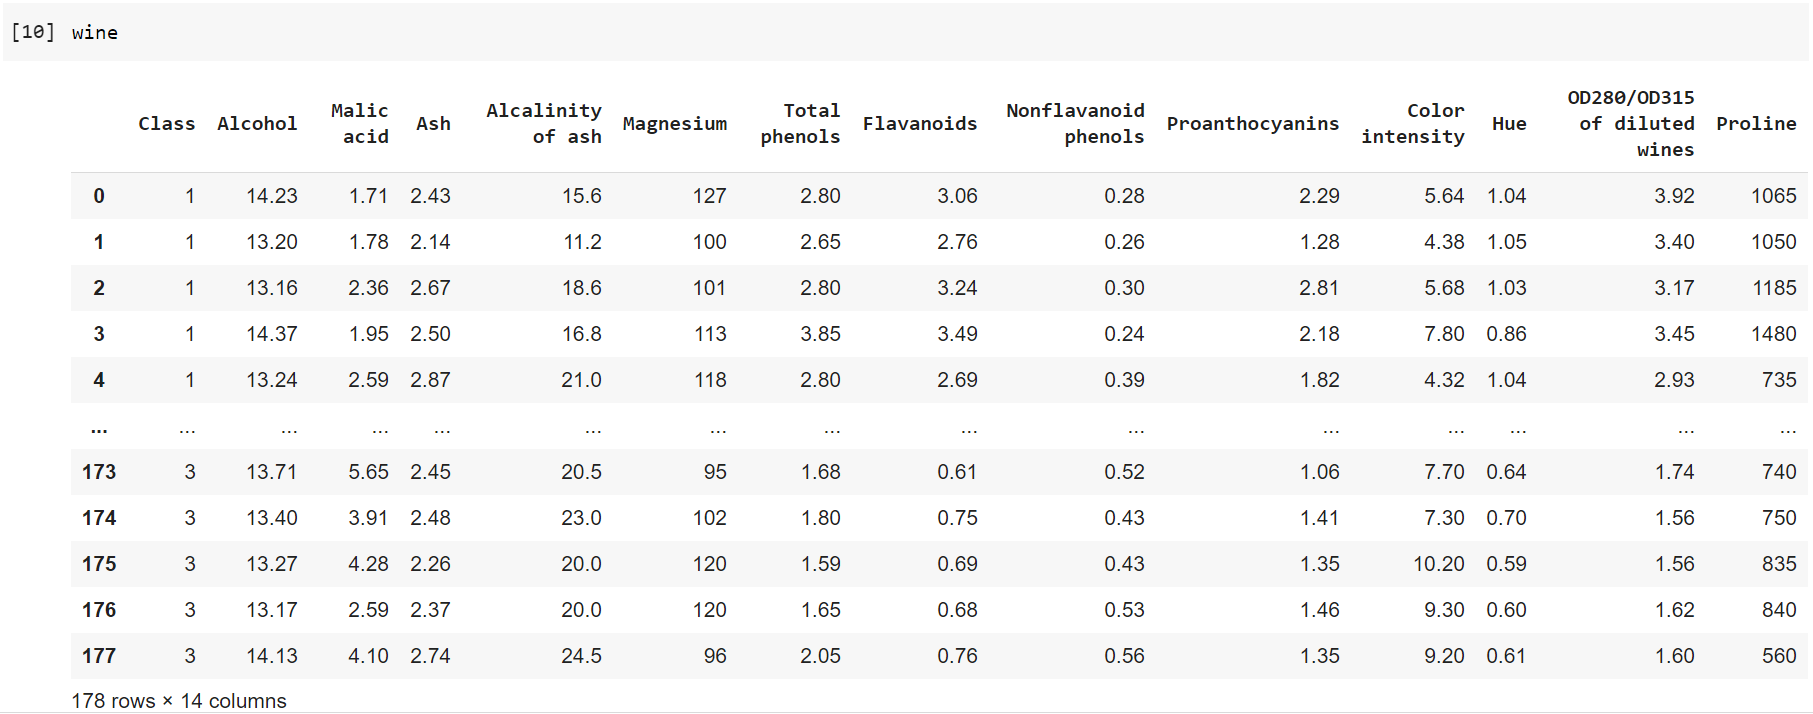 [10] wine
Class Alcohol Malic acid Ash Alcalinity of ash Magnesium Total phenols Flavanoids Nonflavanoid phenols Proanthocyanins Color intensity Hue OD280/OD315 of diluted wines Proline
0 1 14.23 1.71 2.43 15.6 127 2.80 3.06 0.28 2.29 5.64 1.04 3.92 1065
1 1 13.20 1.78 2.14 11.2 100 2.65 2.76 0.26 1.28 4.38 1.05 3.40 1050
2 1 13.16 2.36 2.67 18.6 101 2.80 3.24 0.30 2.81 5.68 1.03 3.17 1185
3 1 14.37 1.95 2.50 16.8 113 3.85 3.49 0.24 2.18 7.80 0.86 3.45 1480
4 1 13.24 2.59 2.87 21.0 118 2.80 2.69 0.39 1.82 4.32 1.04 2.93 735
... ... ... ... ... ... ... ... ... ... ... ... ... ... ...
173 3 13.71 5.65 2.45 20.5 95 1.68 0.61 0.52 1.06 7.70 0.64 1.74 740
174 3 13.40 3.91 2.48 23.0 102 1.80 0.75 0.43 1.41 7.30 0.70 1.56 750
175 3 13.27 4.28 2.26 20.0 120 1.59 0.69 0.43 1.35 10.20 0.59 1.56 835
176 3 13.17 2.59 2.37 20.0 120 1.65 0.68 0.53 1.46 9.30 0.60 1.62 840
177 3 14.13 4.10 2.74 24.5 96 2.05 0.76 0.56 1.35 9.20 0.61 1.60 560
178 rows × 14 columns